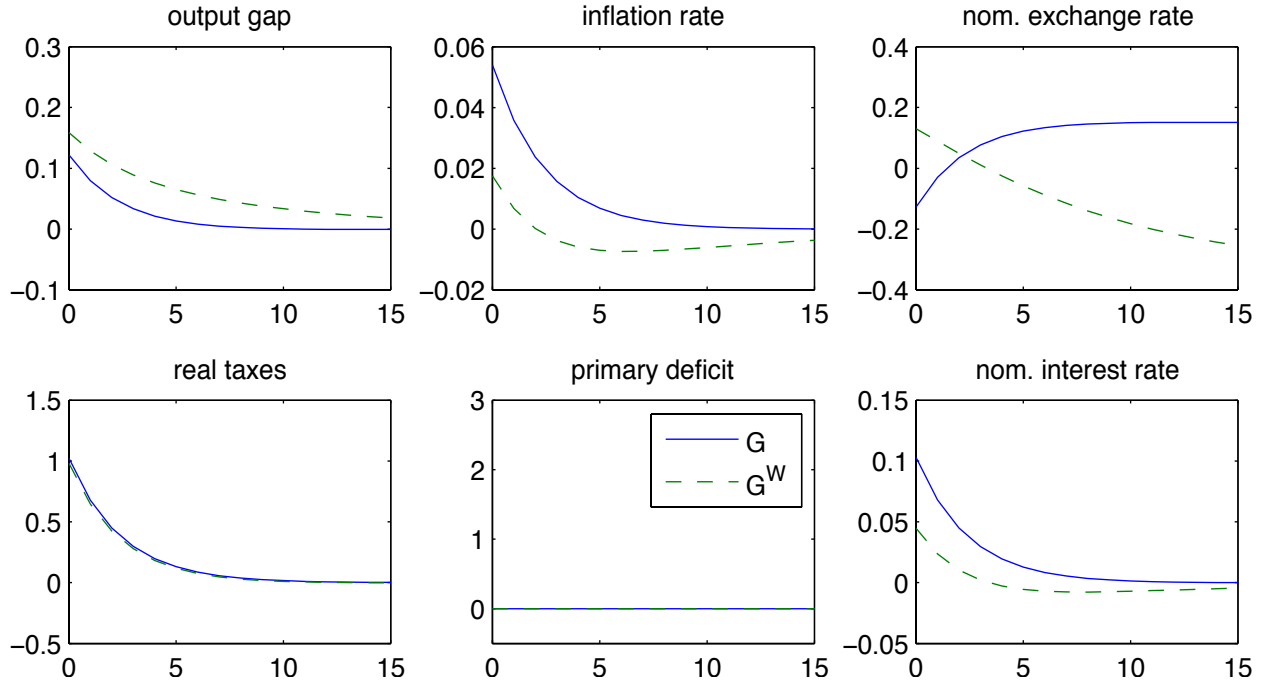 output gap
0.3
0.2
0.1
0
−0.1
0 5 10 15
inflation rate
0.06
0.04
0.02
0
−0.02
0 5 10 15
nom. exchange rate
0.4
0.2
0
−0.2
−0.4
0 5 10 15
real taxes
1.5
1
0.5
0
−0.5
0 5 10 15
primary deficit
3
2
1
0
0 5 10 15
G
G^W
nom. interest rate
0.15
0.1
0.05
0
−0.05
0 5 10 15